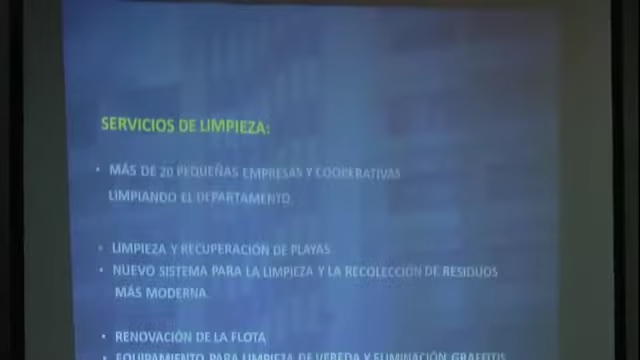 SERVICIOS DE LIMPIEZA:
• MÁS DE 20 PEQUEÑAS EMPRESAS Y COOPERATIVAS
LIMPIANDO EL DEPARTAMENTO.
• LIMPIEZA Y RECUPERACIÓN DE PLAYAS
• NUEVO SISTEMA PARA LA LIMPIEZA Y LA RECOLECCIÓN DE RESIDUOS
MÁS MODERNA.
• RENOVACIÓN DE LA FLOTA
• EQUIPAMIENTO PARA LIMPIEZA DE VEREDA Y ELIMINACIÓN GRAFFITIS